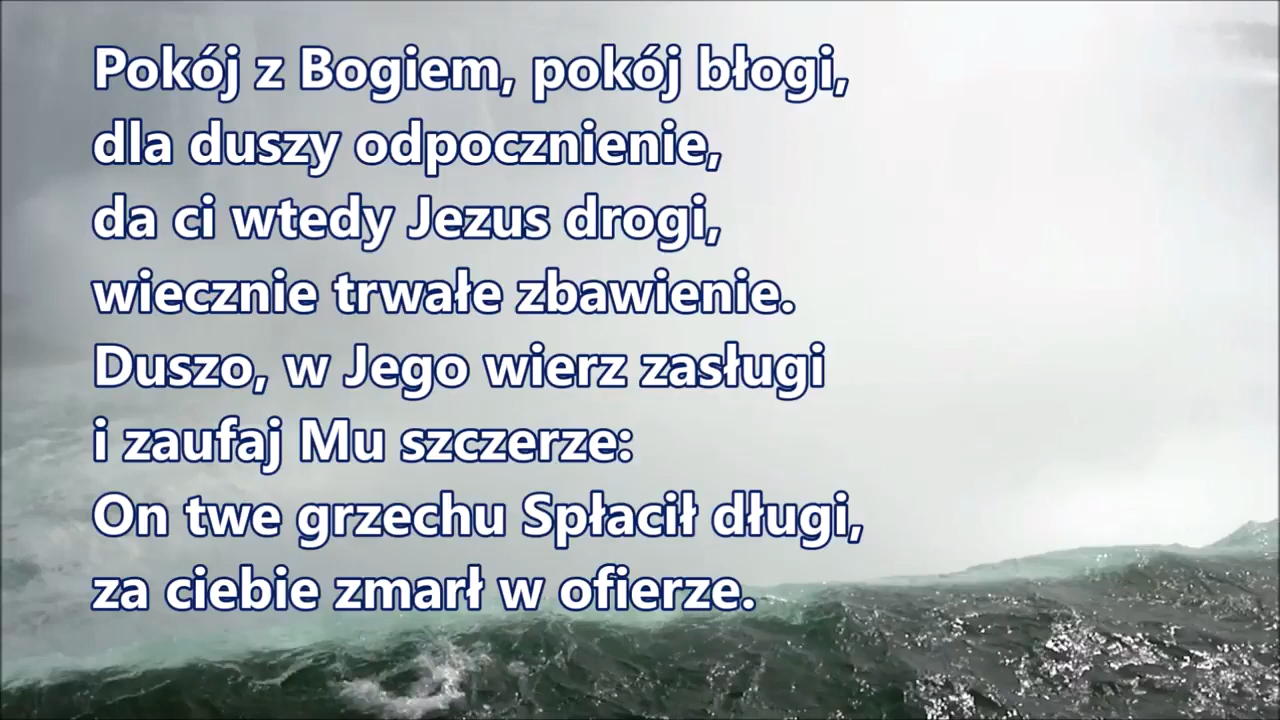 Pokój z Bogiem, pokój błogi,
dla duszy odpocznienie,
da ci wtedy Jezus drogi,
wiecznie trwałe zbawienie.
Duszo, w Jego wierz zasługi
i zaufaj Mu szczerze:
On twe grzechu Spłacił długi,
za ciebie zmarł w ofierze.